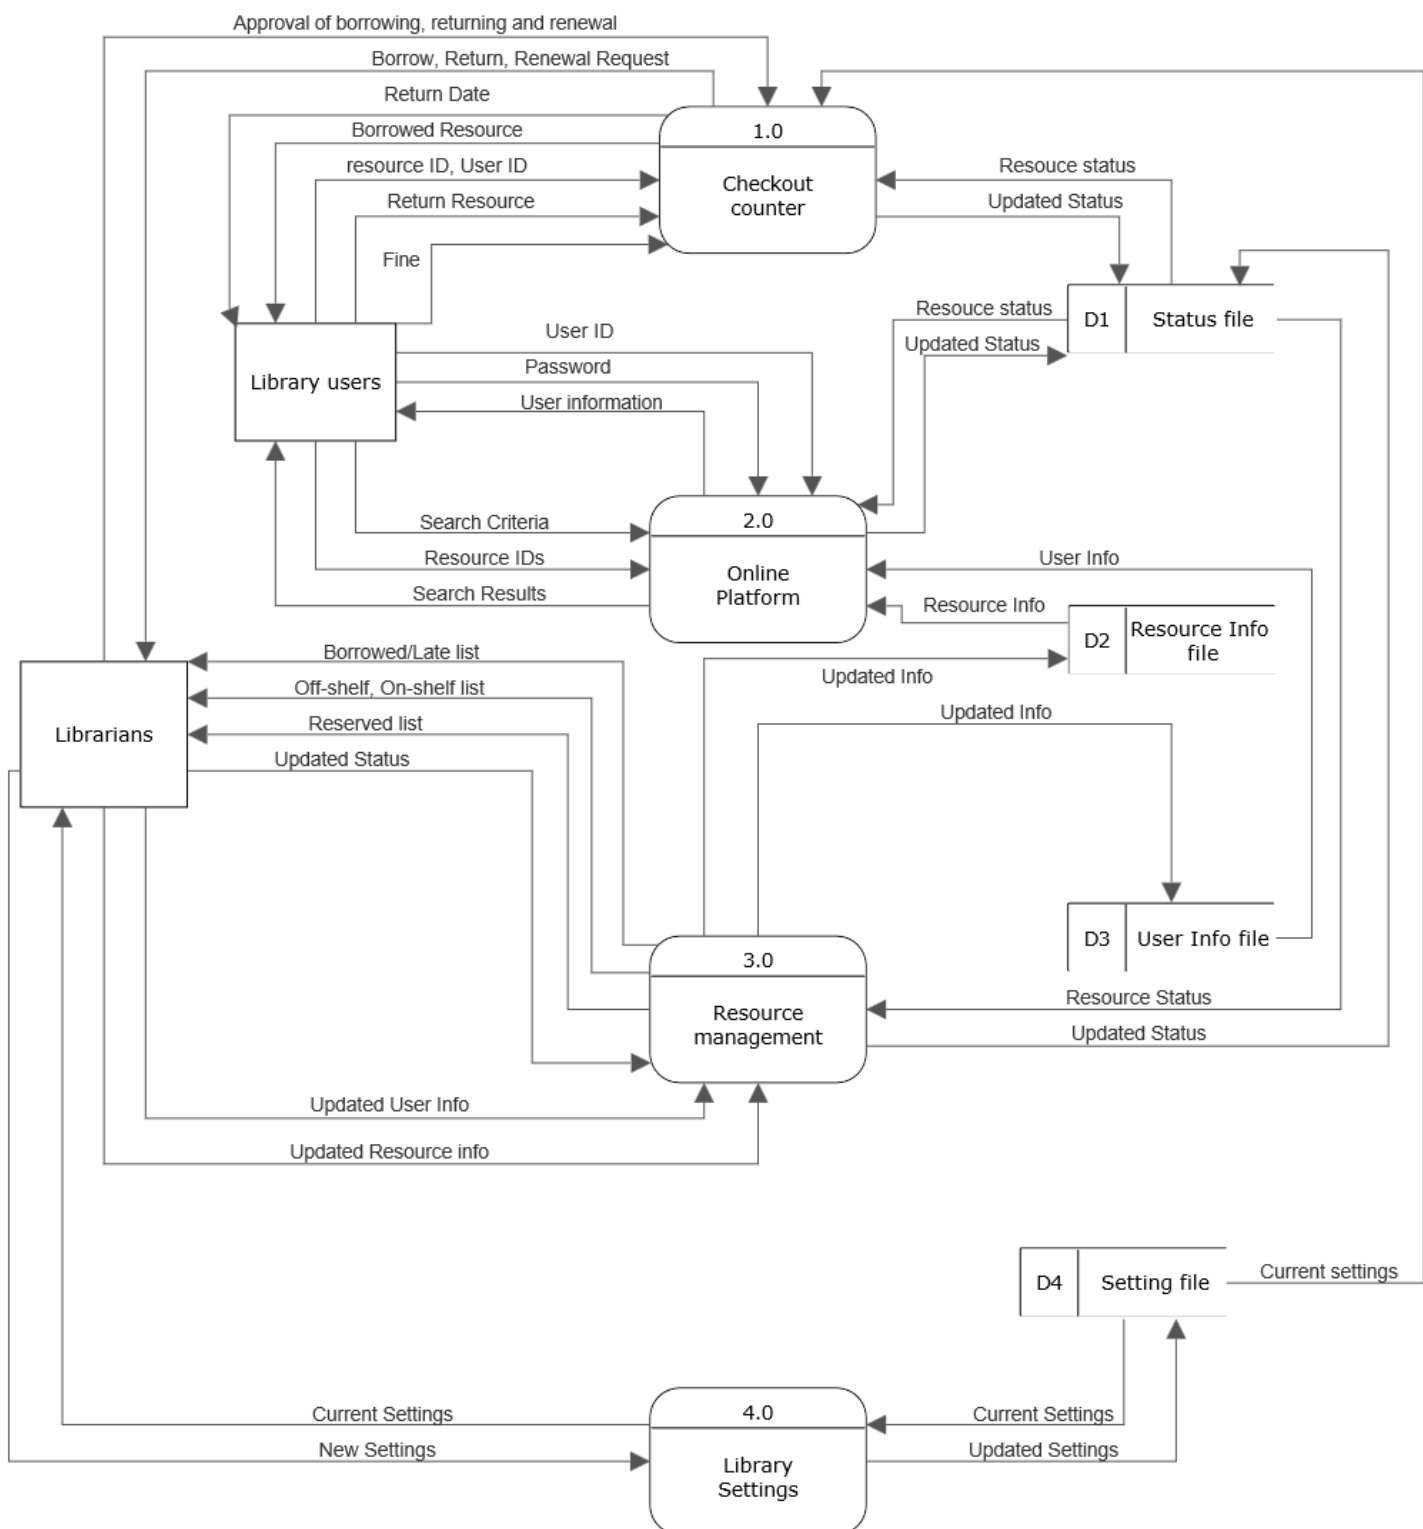 Approval of borrowing, returning and renewal
Borrow, Return, Renewal Request
Return Date
Borrowed Resource
resource ID, User ID
Return Resource
Fine
1.0
Checkout
counter
Resouce status
Updated Status
D1
Status file
Resouce status
Updated Status
User ID
Password
User information
Library users
Search Criteria
Resource IDs
Search Results
2.0
Online
Platform
User Info
Resource Info
D2
Resource Info
file
Updated Info
Updated Info
Borrowed/Late list
Off-shelf, On-shelf list
Reserved list
Updated Status
Librarians
D3
User Info file
3.0
Resource
management
Resource Status
Updated Status
Updated User Info
Updated Resource info
D4
Setting file
Current settings
Current Settings
New Settings
4.0
Library
Settings
Current Settings
Updated Settings